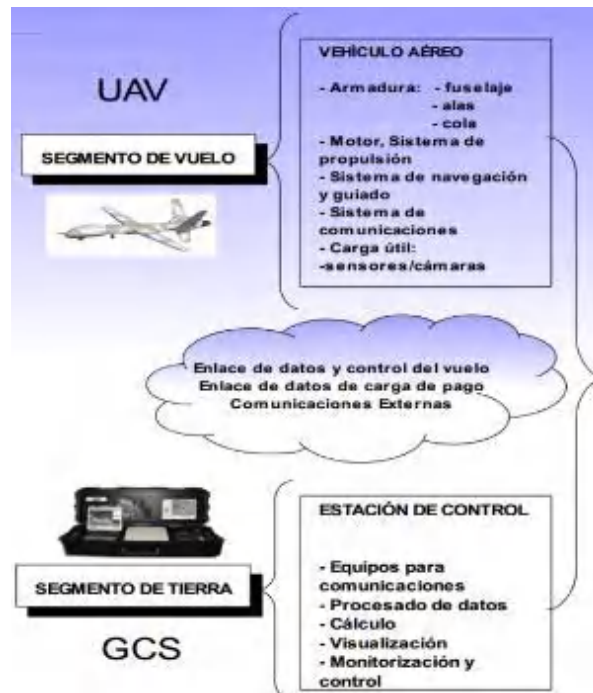 UAV
SEGMENTO DE VUELO
VEHÍCULO AÉREO
- Armadura: - fuselaje
- alas
- cola
- Motor, Sistema de
propulsión
- Sistema de navegación
y guiado
- Sistema de
comunicaciones
- Carga útil:
-sensores/cámaras
Enlace de datos y control del vuelo
Enlace de datos de carga de pago
Comunicaciones Externas
SEGMENTO DE TIERRA
GCS
ESTACIÓN DE CONTROL
- Equipos para
comunicaciones
- Procesado de datos
- Cálculo
- Visualización
- Monitorización y
control